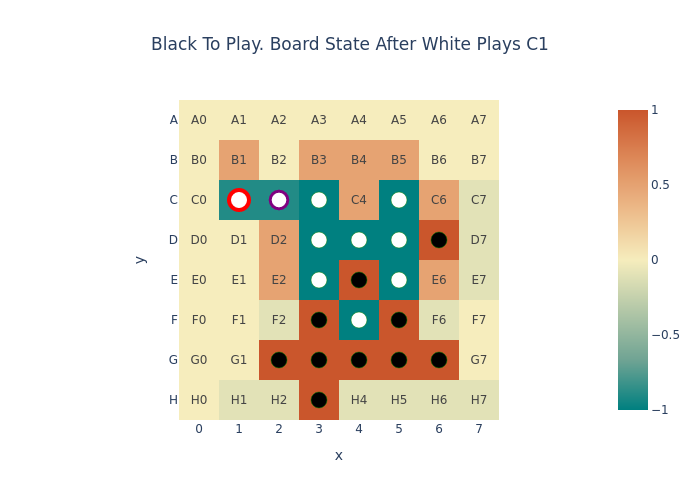 Black To Play. Board State After White Plays C1
A A0 A1 A2 A3 A4 A5 A6 A7
B B0 B1 B2 B3 B4 B5 B6 B7
C C0 C4 C6 C7
D D0 D1 D2 D7
E E0 E1 E2 E6 E7
F F0 F1 F2 F6 F7
G G0 G1 G7
H H0 H1 H2 H4 H5 H6 H7
0 1 2 3 4 5 6 7
x
y
1
0.5
0
−0.5
−1